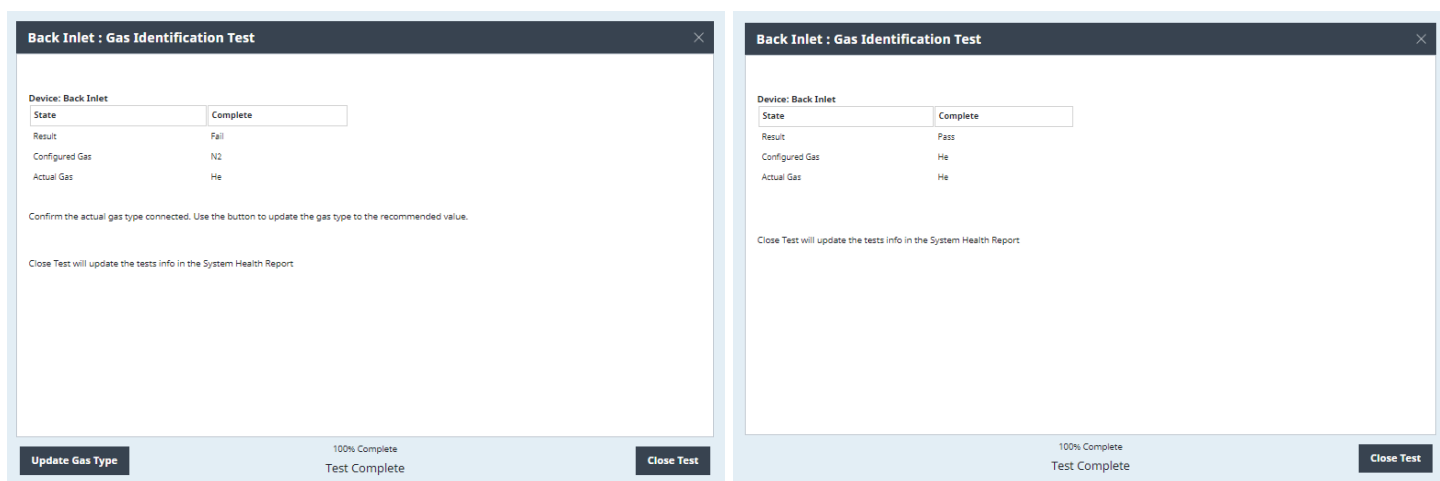 Back Inlet : Gas Identification Test
Device: Back Inlet
State Complete
Result Fail
Configured Gas N2
Actual Gas He
Confirm the actual gas type connected. Use the button to update the gas type to the recommended value.
Close Test will update the tests info in the System Health Report
Update Gas Type
100% Complete
Test Complete
Close Test
Back Inlet : Gas Identification Test
Device: Back Inlet
State Complete
Result Pass
Configured Gas He
Actual Gas He
Close Test will update the tests info in the System Health Report
100% Complete
Test Complete
Close Test